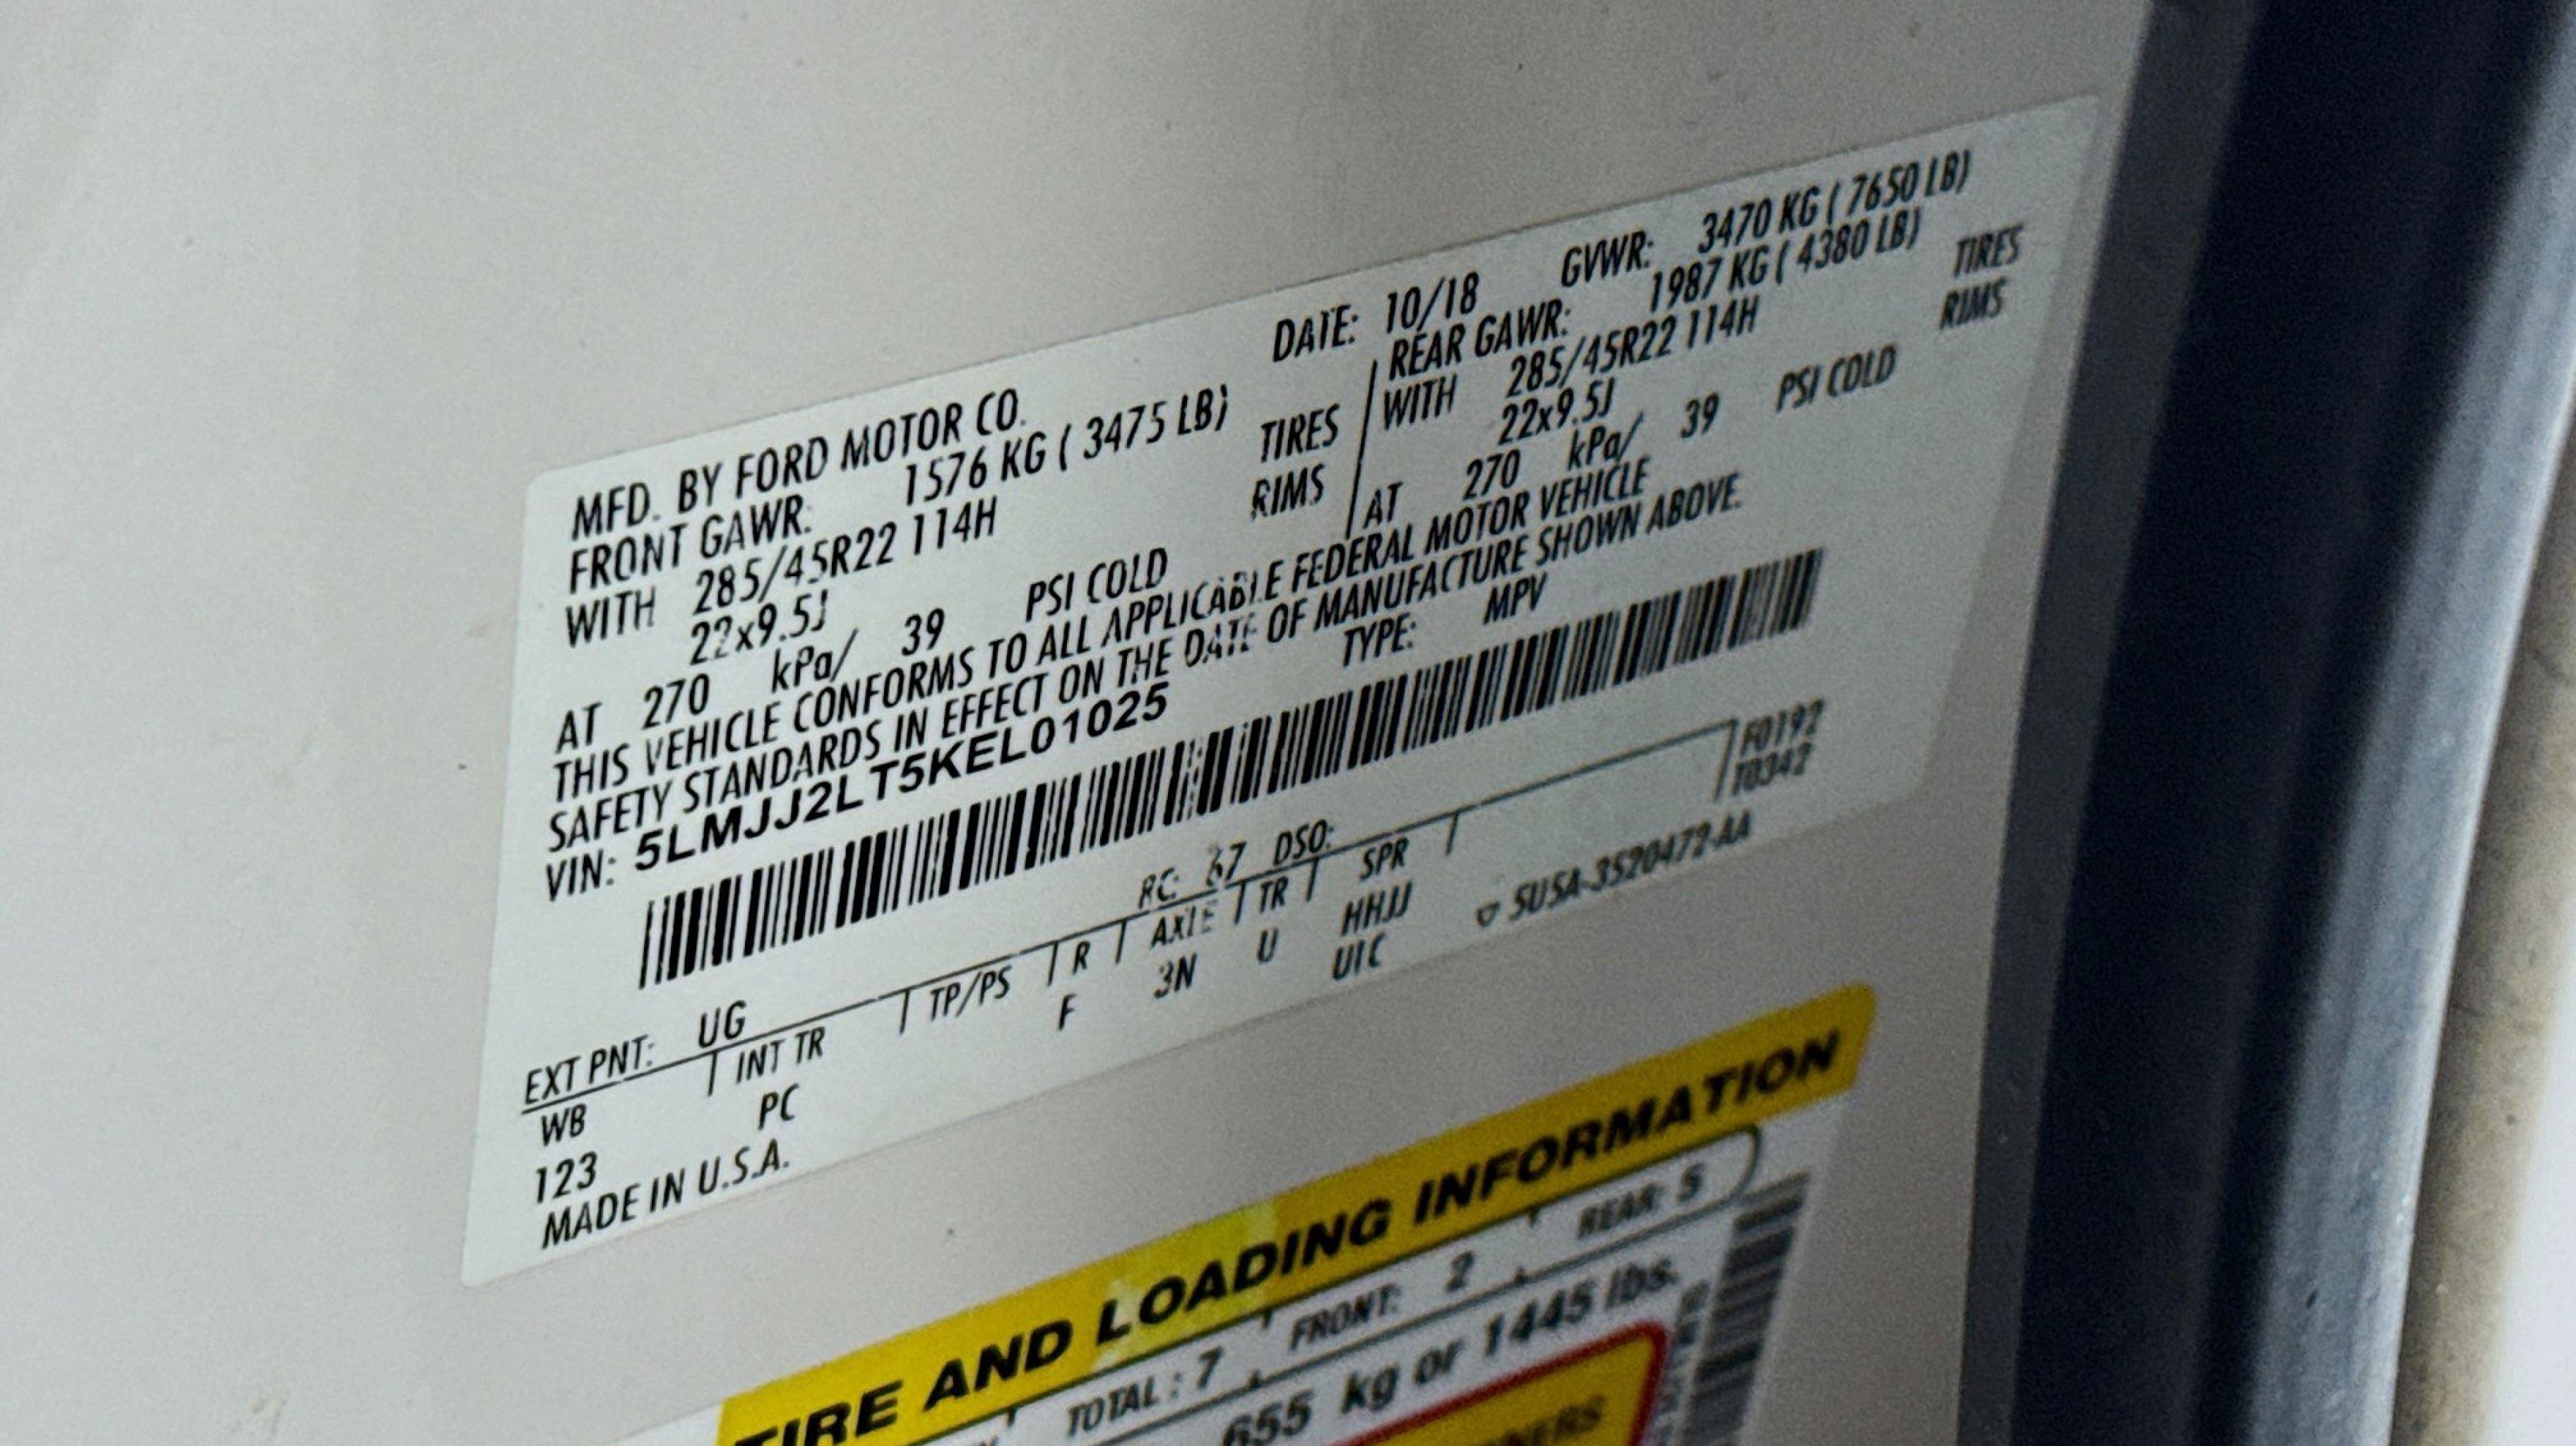 MFD. BY FORD MOTOR CO. DATE: 10/18 GVWR: 3470 KG ( 7650 LB)
FRONT GAWR: 1576 KG ( 3475 LB) REAR GAWR: 1987 KG ( 4380 LB)
WITH 285/45R22 114H TIRES WITH 285/45R22 114H TIRES
22x9.5J RIMS 22x9.5J RIMS
AT 270 kPa/ 39 PSI COLD AT 270 kPa/ 39 PSI COLD
THIS VEHICLE CONFORMS TO ALL APPLICABLE FEDERAL MOTOR VEHICLE
SAFETY STANDARDS IN EFFECT ON THE DATE OF MANUFACTURE SHOWN ABOVE.
VIN: 5LMJJ2LT5KEL01025 TYPE: MPV
F0192
T0342
EXT PNT: UG RC: 67 DSO:
WB INT TR TP/PS R AXLE TR SPR
123 PC F 3N U HHJJ
UIC
MADE IN U.S.A. SU5A-3520472-AA
TIRE AND LOADING INFORMATION
TOTAL : 7 FRONT: 2 REAR: 5
655 kg or 1445 lbs.